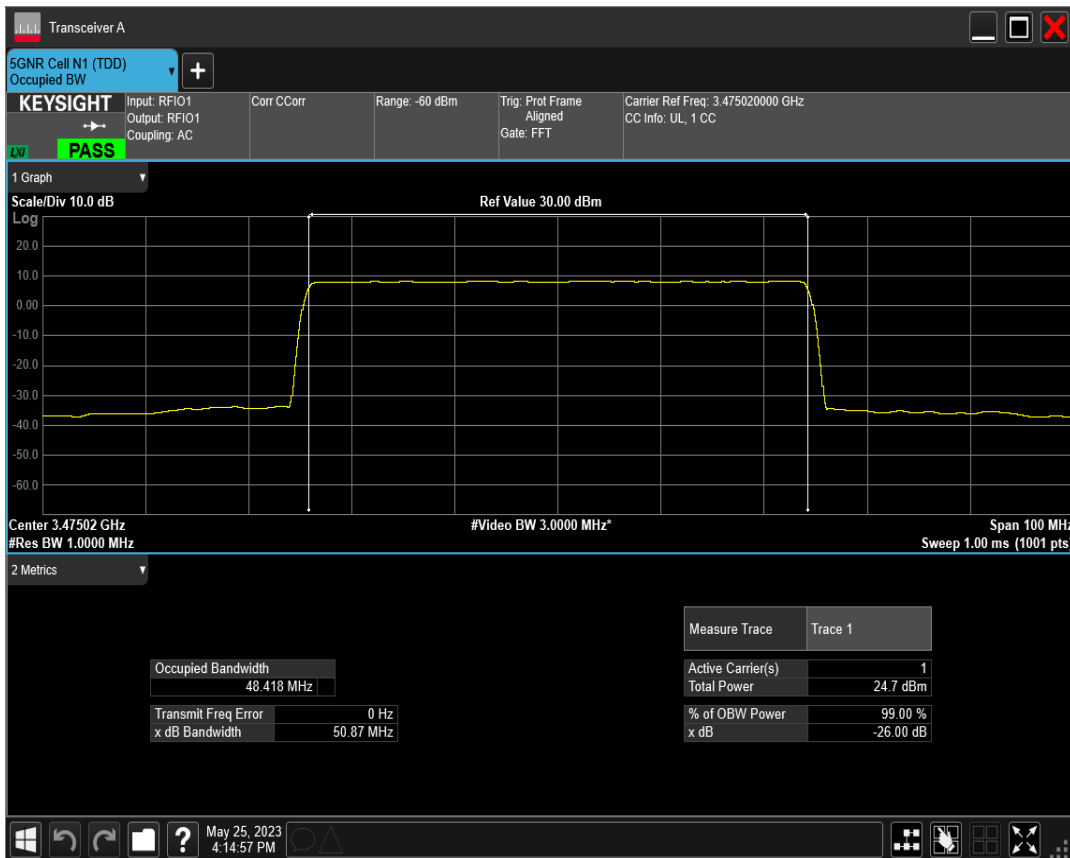 Transceiver A
5GNR Cell N1 (TDD)
Occupied BW
+
KEYSIGHT
LXI
PASS
Input: RFIO1
Output: RFIO1
Coupling: AC
Corr CCorr
Range: -60 dBm
Trig: Prot Frame
Aligned
Gate: FFT
Carrier Ref Freq: 3.475020000 GHz
CC Info: UL, 1 CC
1 Graph
Scale/Div 10.0 dB
Ref Value 30.00 dBm
Log
20.0
10.0
0.00
-10.0
-20.0
-30.0
-40.0
-50.0
-60.0
Center 3.47502 GHz
#Video BW 3.0000 MHz*
Span 100 MHz
#Res BW 1.0000 MHz
Sweep 1.00 ms (1001 pts)
2 Metrics
Measure Trace Trace 1
Occupied Bandwidth
48.418 MHz
Active Carrier(s) 1
Total Power 24.7 dBm
Transmit Freq Error 0 Hz
x dB Bandwidth 50.87 MHz
% of OBW Power 99.00 %
x dB -26.00 dB
?
May 25, 2023
4:14:57 PM